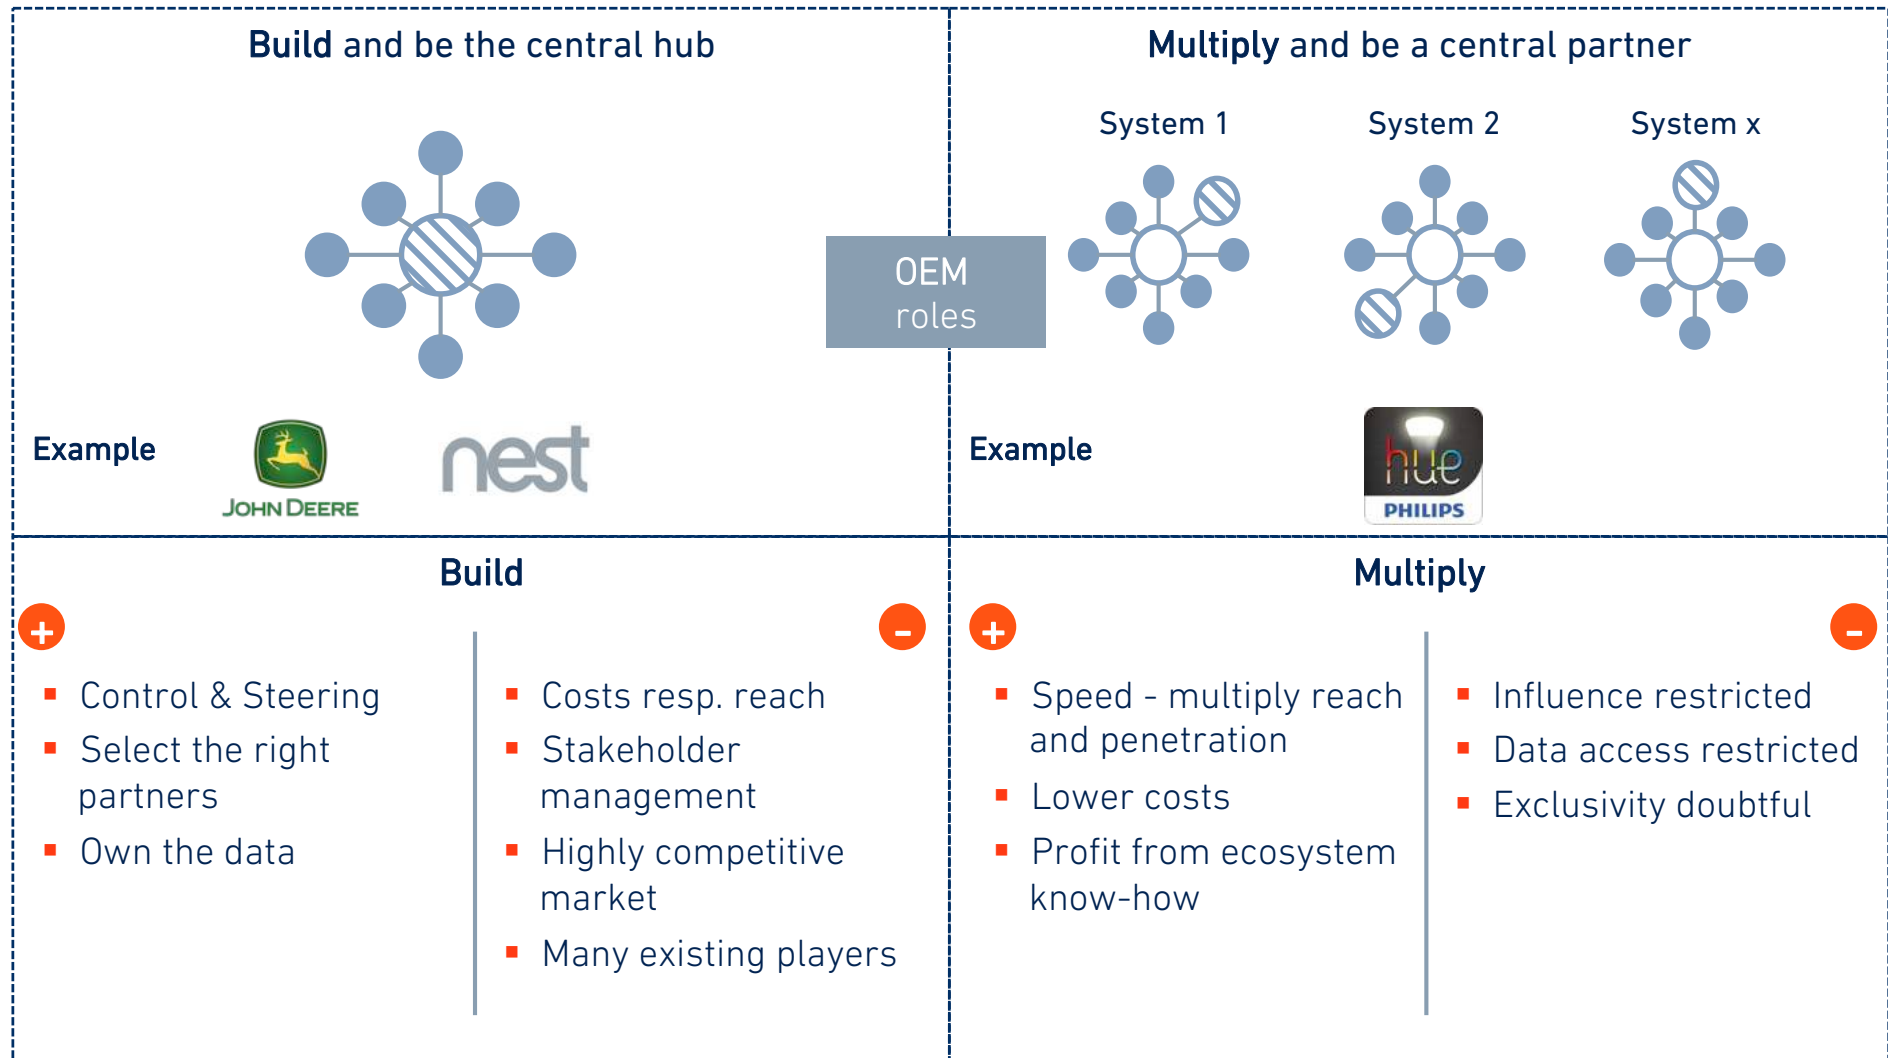 Build and be the central hub
Multiply and be a central partner
System 1
System 2
System x
OEM
roles
Example
JOHN DEERE
nest
Example
hue
PHILIPS
Build
+
-
▪ Control & Steering
▪ Select the right
partners
▪ Own the data
▪ Costs resp. reach
▪ Stakeholder
management
▪ Highly competitive
market
▪ Many existing players
Multiply
+
-
▪ Speed - multiply reach
and penetration
▪ Lower costs
▪ Profit from ecosystem
know-how
▪ Influence restricted
▪ Data access restricted
▪ Exclusivity doubtful